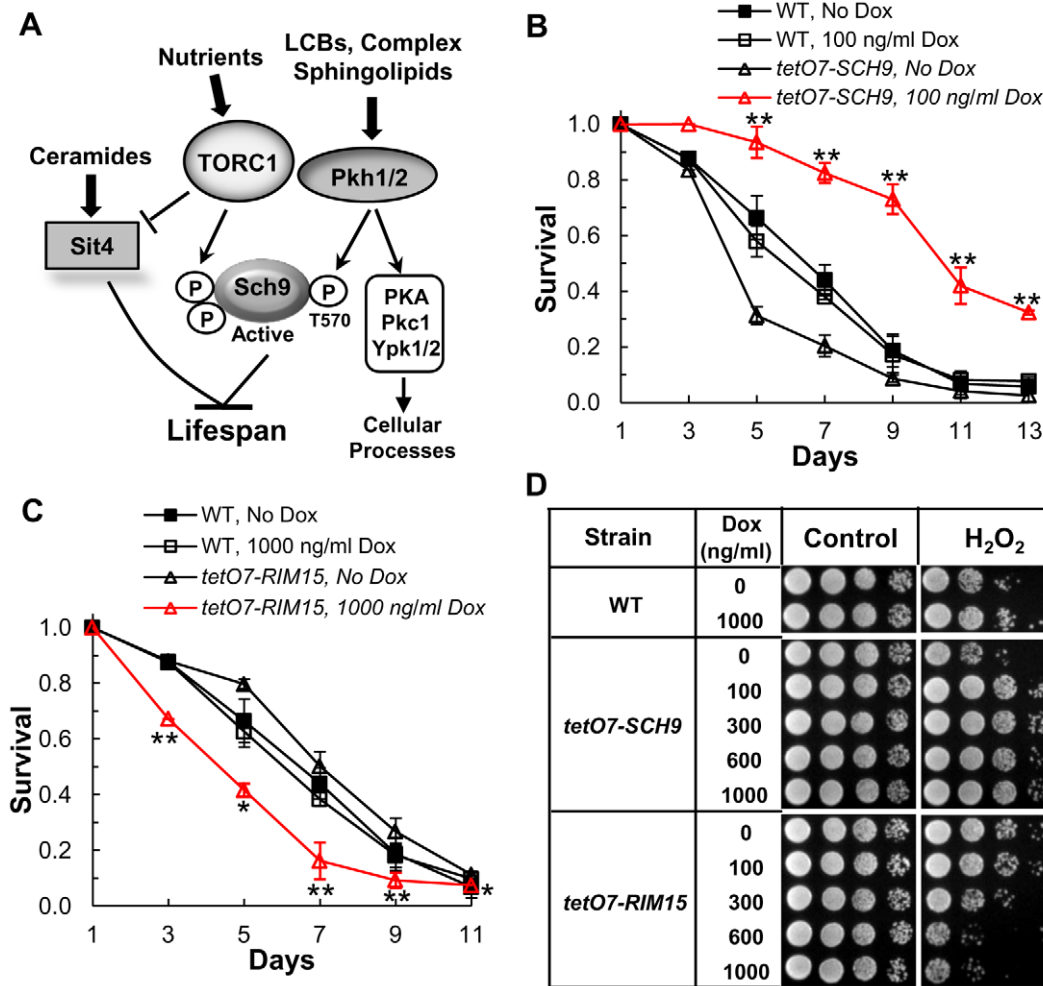 A
Nutrients
LCBs, Complex
Sphingolipids
Ceramides
TORC1
Pkh1/2
Sit4
P
P
Sch9
P
T570
Active
PKA
Pkc1
Ypk1/2
Lifespan
Cellular
Processes
B
WT, No Dox
WT, 100 ng/ml Dox
tetO7-SCH9, No Dox
tetO7-SCH9, 100 ng/ml Dox
Survival
1.0
0.8
0.6
0.4
0.2
0.0
** ** ** ** **
1 3 5 7 9 11 13
Days
C
WT, No Dox
WT, 1000 ng/ml Dox
tetO7-RIM15, No Dox
tetO7-RIM15, 1000 ng/ml Dox
Survival
1.0
0.8
0.6
0.4
0.2
0.0
** * ** ** *
1 3 5 7 9 11
Days
D
Strain Dox (ng/ml) Control H₂O₂
WT
0
1000
tetO7-SCH9
0
100
300
600
1000
tetO7-RIM15
0
100
300
600
1000